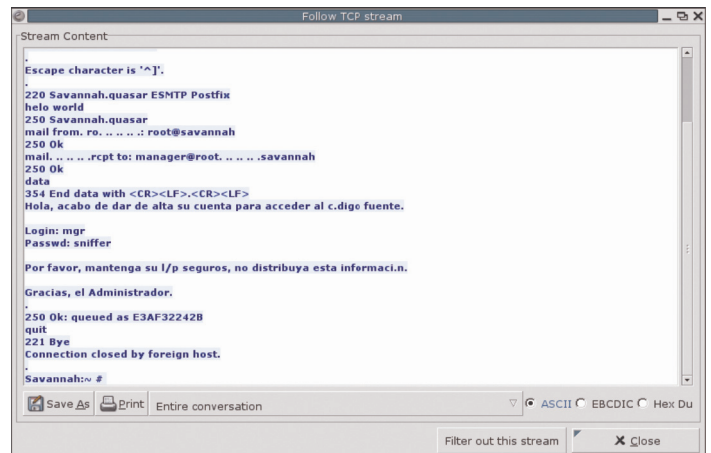 Follow TCP stream
Stream Content
.
Escape character is '^]'.
.
220 Savannah.quasar ESMTP Postfix
helo world
250 Savannah.quasar
mail from. ro. .. .. .. .: root@savannah
250 Ok
mail. .. .. .. .rcpt to: manager@root. .. .. .. .savannah
250 Ok
data
354 End data with <CR><LF>.<CR><LF>
Hola, acabo de dar de alta su cuenta para acceder al c.digo fuente.
Login: mgr
Passwd: sniffer
Por favor, mantenga su l/p seguros, no distribuya esta informaci.n.
Gracias, el Administrador.
.
250 Ok: queued as E3AF32242B
quit
221 Bye
Connection closed by foreign host.
.
Savannah:~ #
Save As Print Entire conversation ASCII EBCDIC Hex Du
Filter out this stream Close